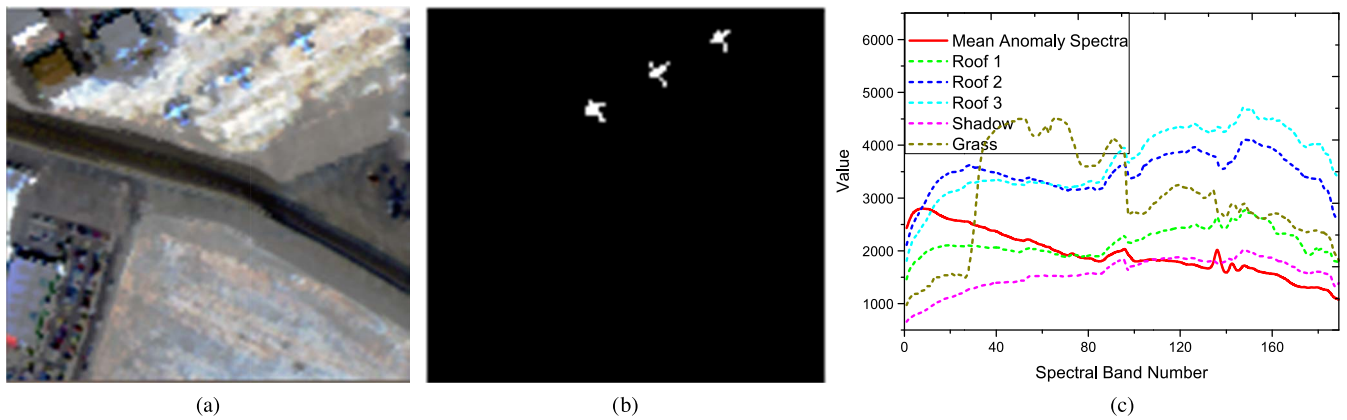 6000
Mean Anomaly Spectra
Roof 1
5000
Roof 2
Roof 3
Shadow
4000
Grass
Value
3000
2000
1000
0 40 80 120 160
Spectral Band Number
(a) (b) (c)